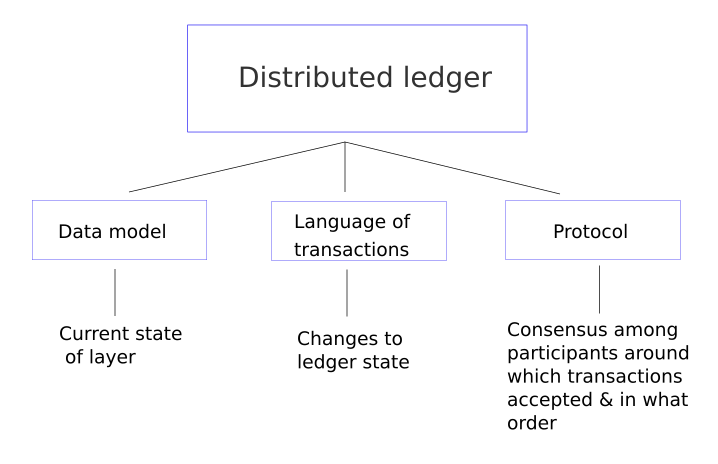 Distributed ledger
Data model
Language of
transactions
Protocol
Current state
of layer
Changes to
ledger state
Consensus among
participants around
which transactions
accepted & in what
order